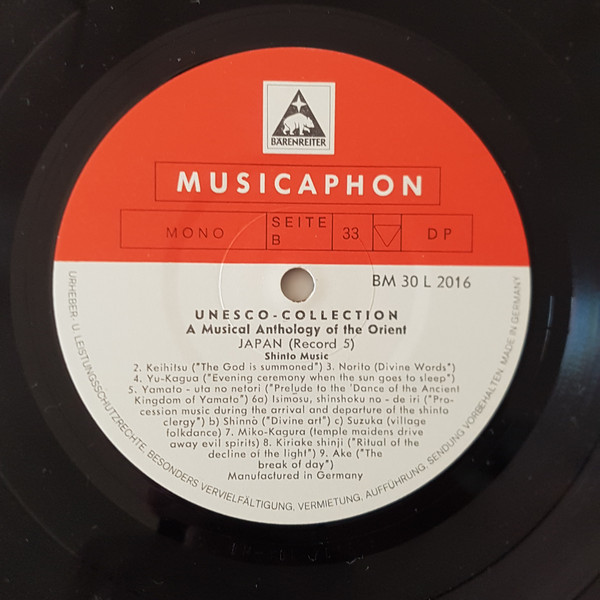 BÄRENREITER
MUSICAPHON
MONO SEITE B 33 DP
BM 30 L 2016
UNESCO-COLLECTION
A Musical Anthology of the Orient
JAPAN (Record 5)
Shinto Music
2. Keihitsu ("The God is summoned") 3. Norito (Divine Words")
4. Yu-Kagua ("Evening ceremony when the sun goes to sleep")
5. Yamato - uta no netori ("Prelude to the 'Dance of the Ancient
Kingdom of Yamato") 6a) Isimosu, shinshoku no - de iri ("Pro-
cession music during the arrival and departure of the shinto
clergy") b) Shinnò ("Divine art") c) Suzuka (village
folkdance) 7. Miko-Kagura (temple maidens drive
away evil spirits) 8. Kiriake shinji ("Ritual of the
decline of the light") 9. Ake ("The
break of day")
Manufactured in Germany
URHEBER. U. LEISTUNGSSCHUTZRECHTE, BESONDERS VERVIELFÄLTIGUNG, VERMIETUNG, AUFFÜHRUNG, SENDUNG VORBEHALTEN MADE IN GERMANY